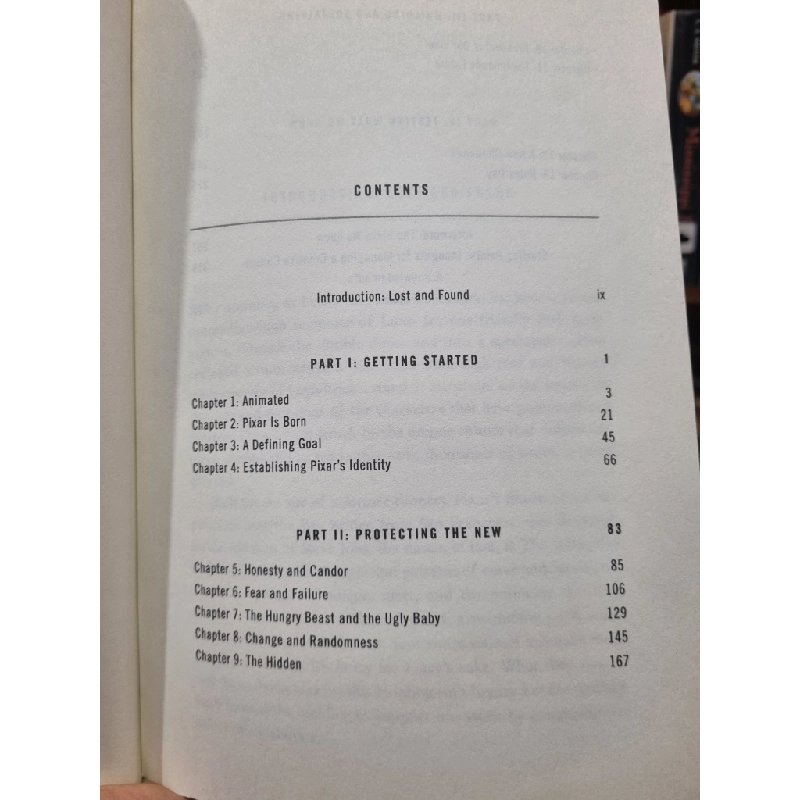 CONTENTS
Introduction: Lost and Found ix
PART I: GETTING STARTED 1
Chapter 1: Animated 3
Chapter 2: Pixar Is Born 21
Chapter 3: A Defining Goal 45
Chapter 4: Establishing Pixar's Identity 66
PART II: PROTECTING THE NEW 83
Chapter 5: Honesty and Candor 85
Chapter 6: Fear and Failure 106
Chapter 7: The Hungry Beast and the Ugly Baby 129
Chapter 8: Change and Randomness 145
Chapter 9: The Hidden 167